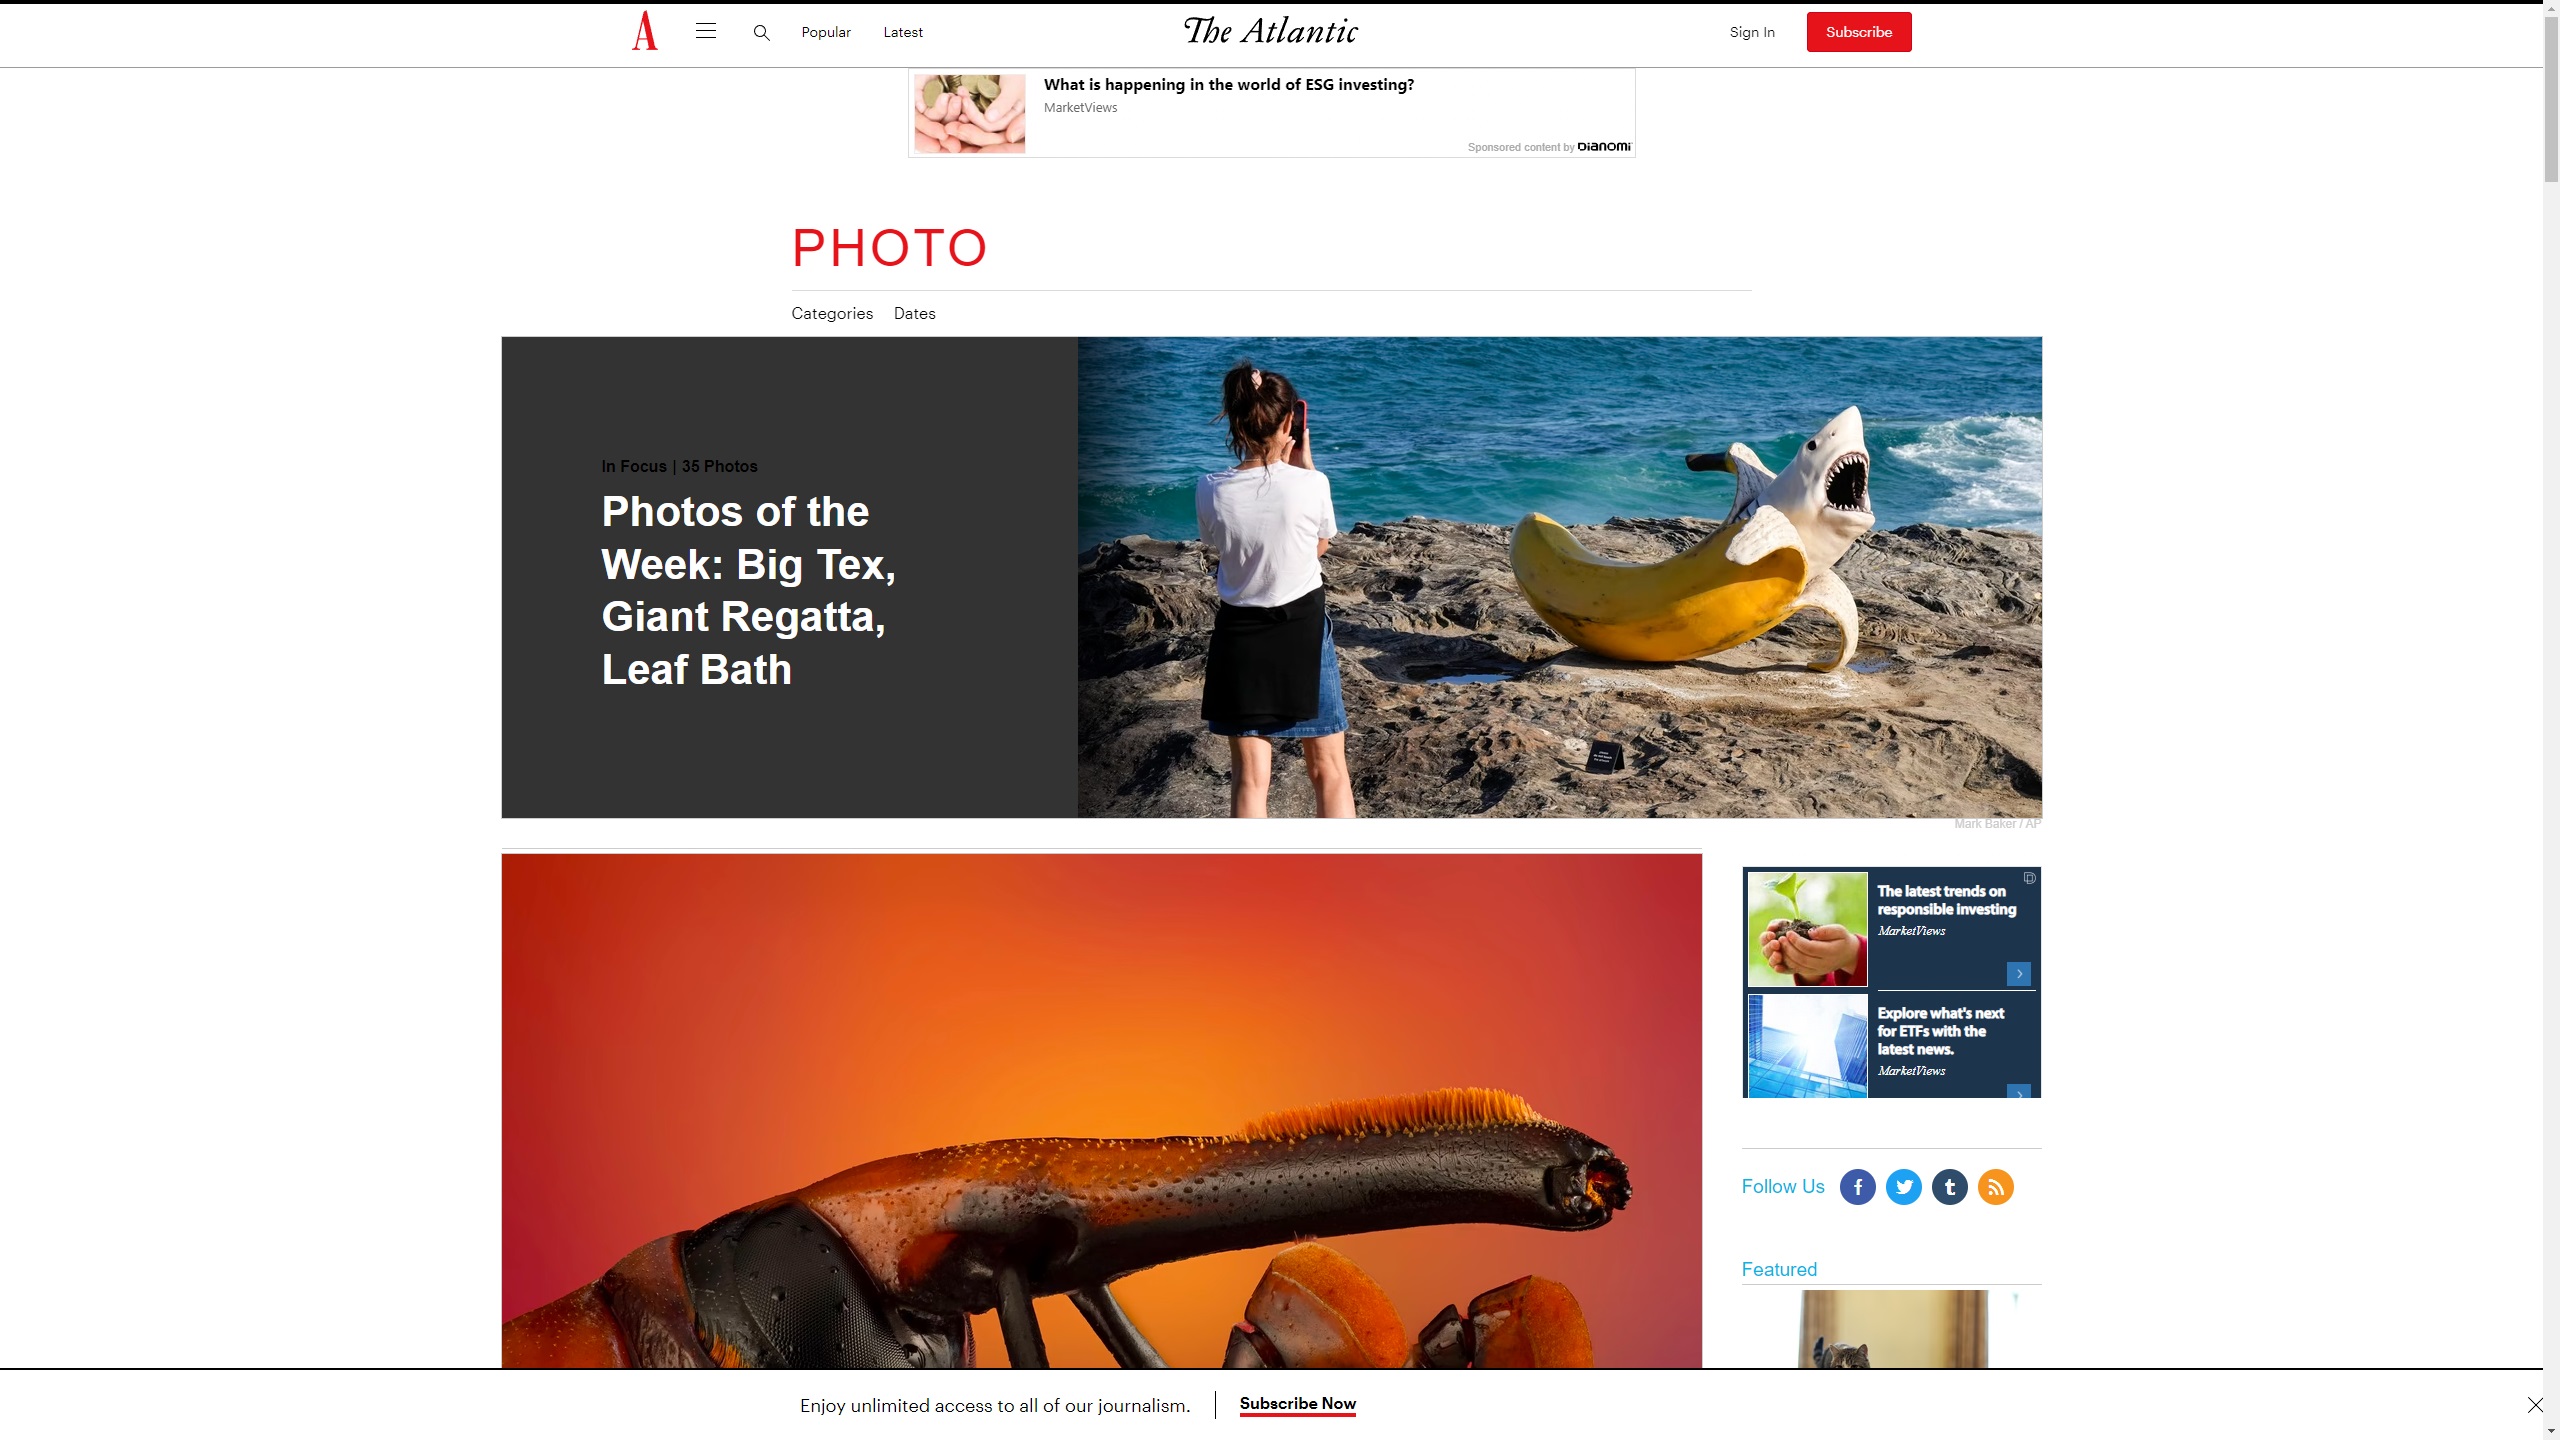 A
Popular
Latest
The Atlantic
Sign In
Subscribe
What is happening in the world of ESG investing?
MarketViews
Sponsored content by DIANOMI
PHOTO
Categories
Dates
In Focus | 35 Photos
Photos of the
Week: Big Tex,
Giant Regatta,
Leaf Bath
Mark Baker / AP
The latest trends on
responsible investing
MarketViews
Explore what's next
for ETFs with the
latest news.
MarketViews
Follow Us
Featured
Enjoy unlimited access to all of our journalism.
Subscribe Now